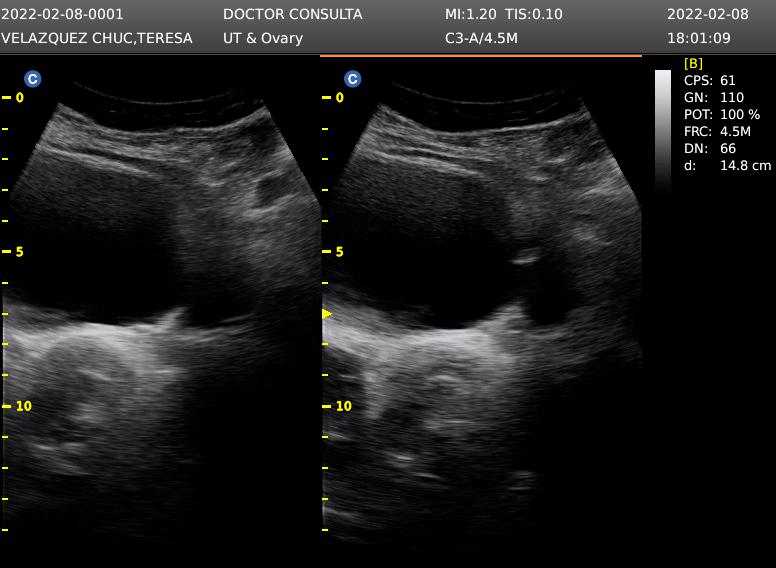 2022-02-08-0001 DOCTOR CONSULTA MI:1.20 TIS:0.10 2022-02-08
VELAZQUEZ CHUC,TERESA UT & Ovary C3-A/4.5M 18:01:09
[B]
CPS: 61
GN: 110
POT: 100 %
FRC: 4.5M
DN: 66
d: 14.8 cm
C C
0 0
5 5
10 10